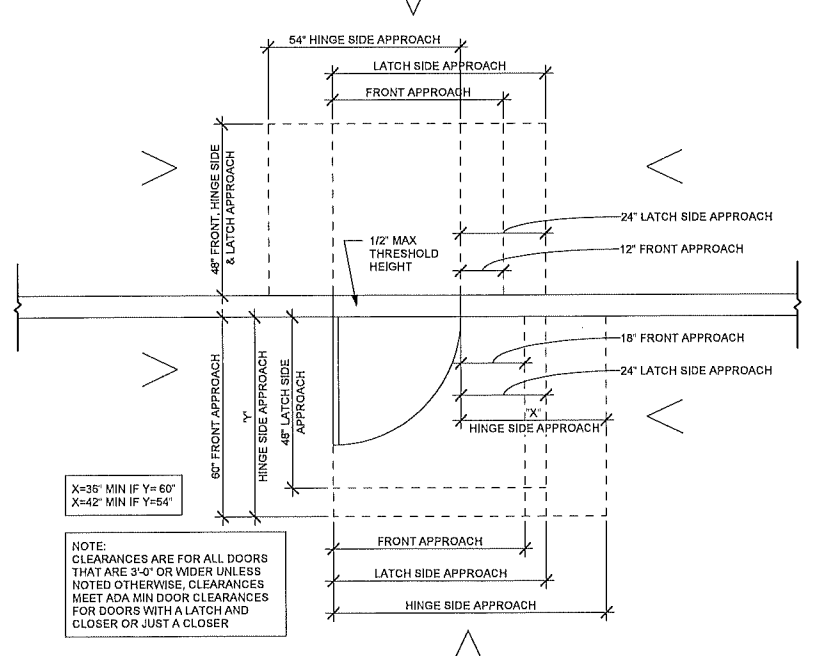 54" HINGE SIDE APPROACH
LATCH SIDE APPROACH
FRONT APPROACH
48" FRONT, HINGE SIDE
& LATCH APPROACH
1/2" MAX
THRESHOLD
HEIGHT
24" LATCH SIDE APPROACH
12" FRONT APPROACH
18" FRONT APPROACH
24" LATCH SIDE APPROACH
"X"
HINGE SIDE APPROACH
60" FRONT APPROACH
"Y"
HINGE SIDE APPROACH
48" LATCH SIDE
APPROACH
X=36" MIN IF Y= 60"
X=42" MIN IF Y=54"
NOTE:
CLEARANCES ARE FOR ALL DOORS
THAT ARE 3'-0" OR WIDER UNLESS
NOTED OTHERWISE, CLEARANCES
MEET ADA MIN DOOR CLEARANCES
FOR DOORS WITH A LATCH AND
CLOSER OR JUST A CLOSER
FRONT APPROACH
LATCH SIDE APPROACH
HINGE SIDE APPROACH